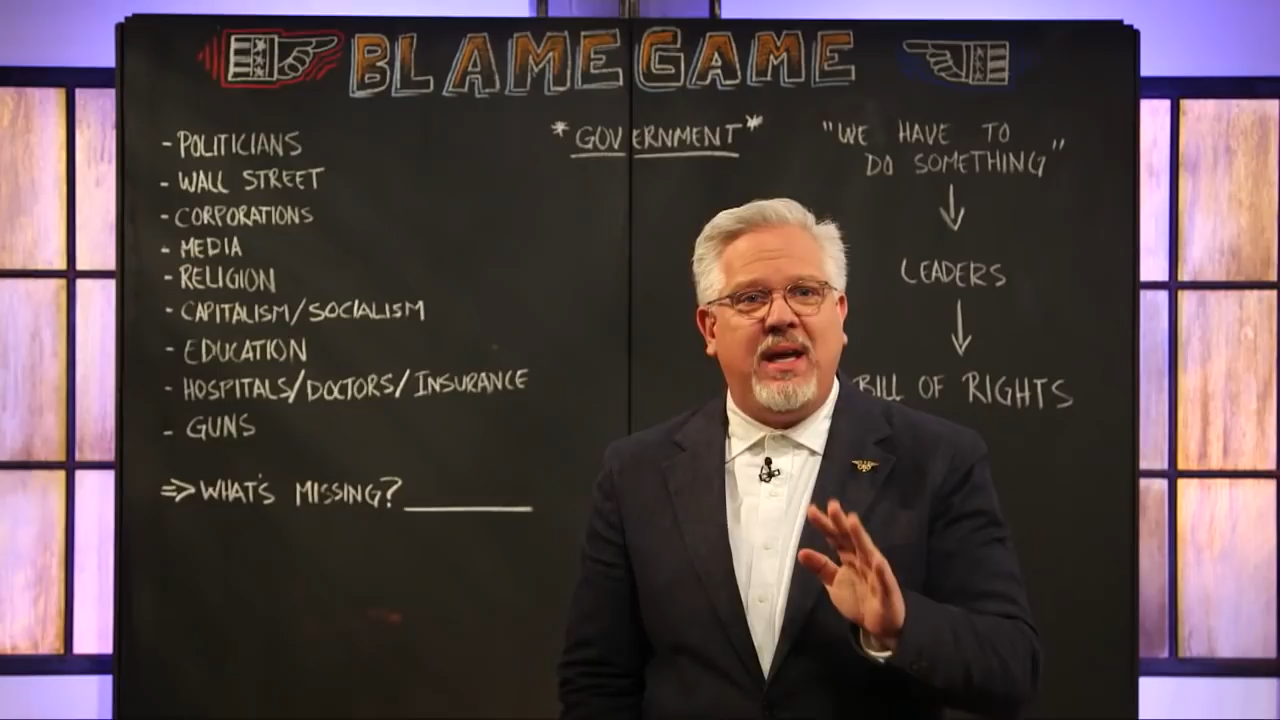 BLAME GAME
- POLITICIANS
- WALL STREET
- CORPORATIONS
- MEDIA
- RELIGION
- CAPITALISM/SOCIALISM
- EDUCATION
- HOSPITALS/DOCTORS/INSURANCE
- GUNS
=> WHAT'S MISSING? ________
*GOVERNMENT*
"WE HAVE TO
DO SOMETHING"
↓
LEADERS
↓
BILL OF RIGHTS